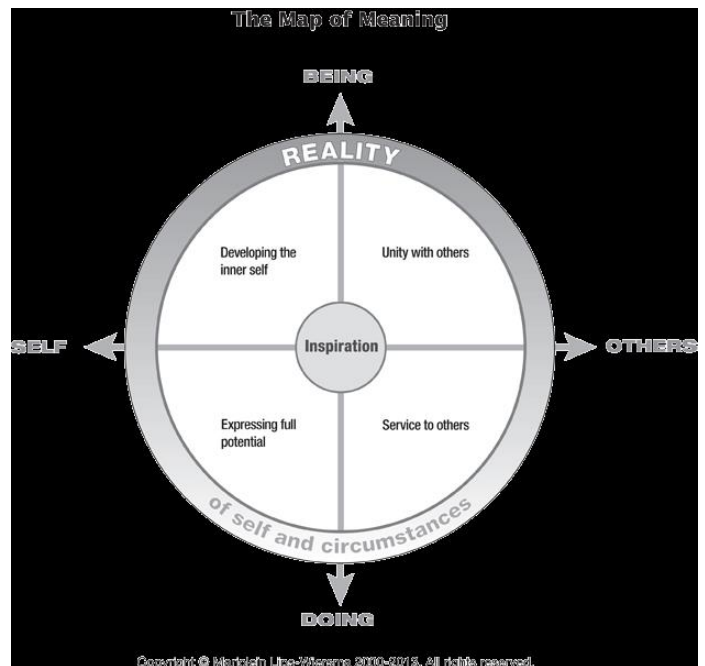 The Map of Meaning
BEING
REALITY
Developing the
inner self
Unity with others
SELF
Inspiration
OTHERS
Expressing full
potential
Service to others
of self and circumstances
DOING
Copyright © Marjolein Lips-Wiersma 2000-2013. All rights reserved.